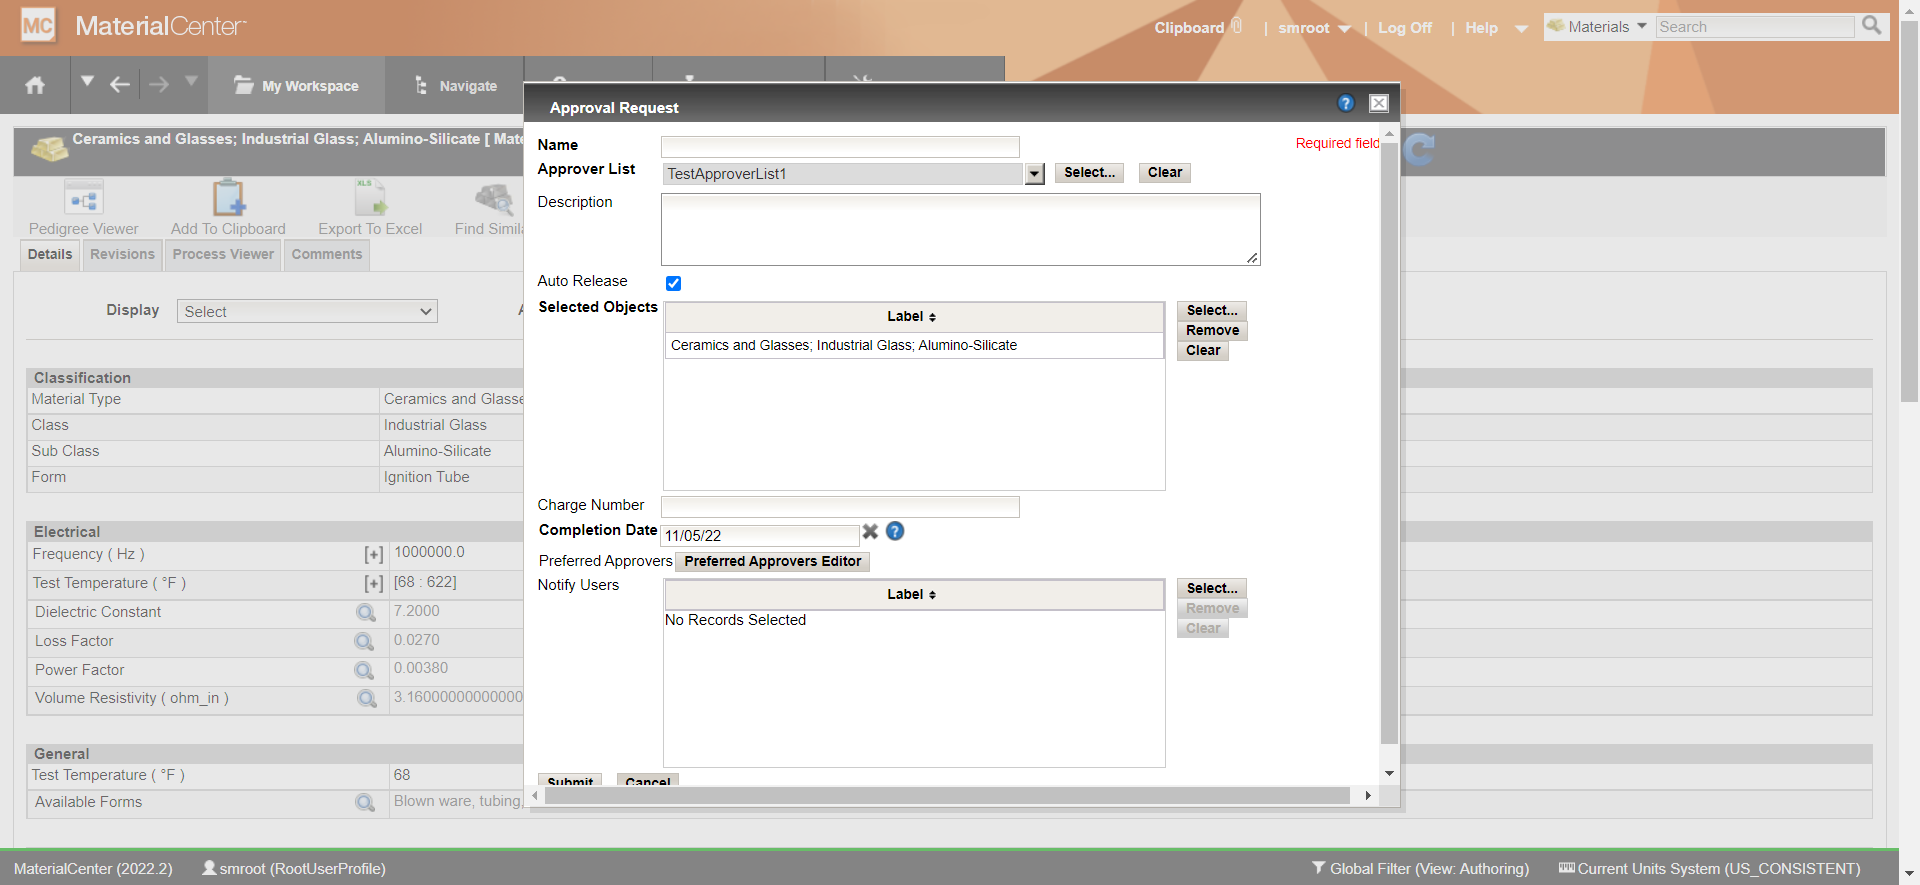 MC MaterialCenter
Clipboard | smroot | Log Off | Help Materials Search
My Workspace Navigate
Approval Request ?
Ceramics and Glasses; Industrial Glass; Alumino-Silicate [ Mate
Pedigree Viewer Add To Clipboard XLS Export To Excel Find Simila
Details Revisions Process Viewer Comments
Display Select
Classification
Material Type Ceramics and Glasse
Class Industrial Glass
Sub Class Alumino-Silicate
Form Ignition Tube
Electrical
Frequency ( Hz ) [+] 1000000.0
Test Temperature ( °F ) [+] [68 : 622]
Dielectric Constant 7.2000
Loss Factor 0.0270
Power Factor 0.00380
Volume Resistivity ( ohm_in ) 3.16000000000000
General
Test Temperature ( °F ) 68
Available Forms Blown ware, tubing,
Name Required field
Approver List TestApproverList1 Select... Clear
Description
Auto Release
Selected Objects Label Select...
Remove
Ceramics and Glasses; Industrial Glass; Alumino-Silicate Clear
Charge Number
Completion Date 11/05/22 ?
Preferred Approvers Preferred Approvers Editor
Notify Users Label Select...
Remove
No Records Selected Clear
Submit Cancel
MaterialCenter (2022.2) smroot (RootUserProfile) Global Filter (View: Authoring) Current Units System (US_CONSISTENT)